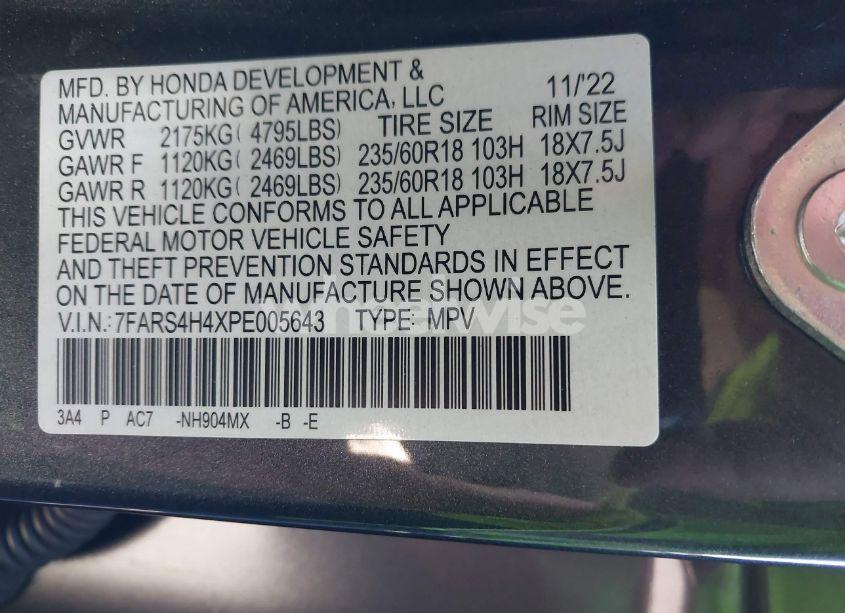 MFD. BY HONDA DEVELOPMENT & 11/'22
MANUFACTURING OF AMERICA, LLC
GVWR 2175KG( 4795LBS) TIRE SIZE RIM SIZE
GAWR F 1120KG( 2469LBS) 235/60R18 103H 18X7.5J
GAWR R 1120KG( 2469LBS) 235/60R18 103H 18X7.5J
THIS VEHICLE CONFORMS TO ALL APPLICABLE
FEDERAL MOTOR VEHICLE SAFETY
AND THEFT PREVENTION STANDARDS IN EFFECT
ON THE DATE OF MANUFACTURE SHOWN ABOVE.
V.I.N.:7FARS4H4XPE005643 TYPE: MPV
3A4 P AC7 -NH904MX -B -E